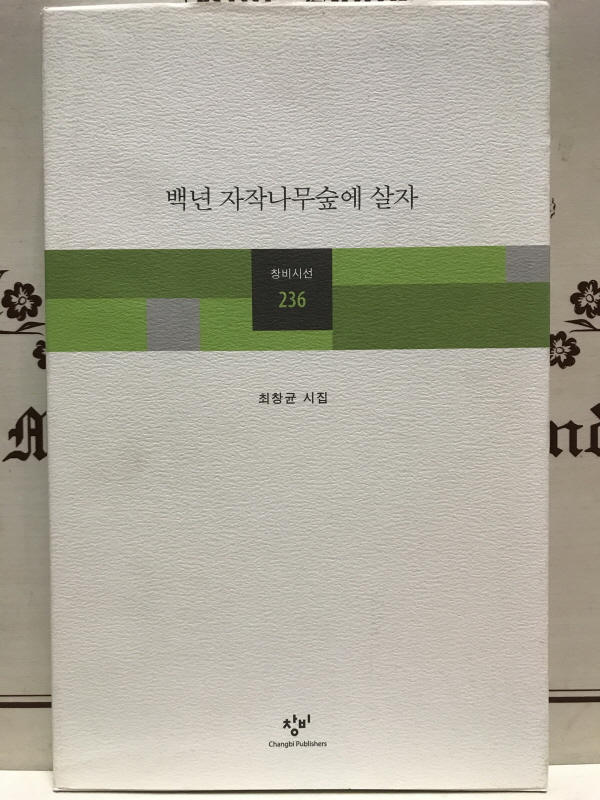 백년 자작나무숲에 살자
창비시선
236
최창균 시집
창비
Changbi Publishers